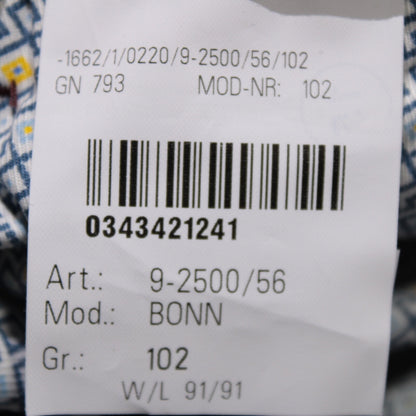 -1662/1/0220/9-2500/56/102
GN 793 MOD-NR: 102
0343421241
Art.: 9-2500/56
Mod.: BONN
Gr.: 102
W/L 91/91